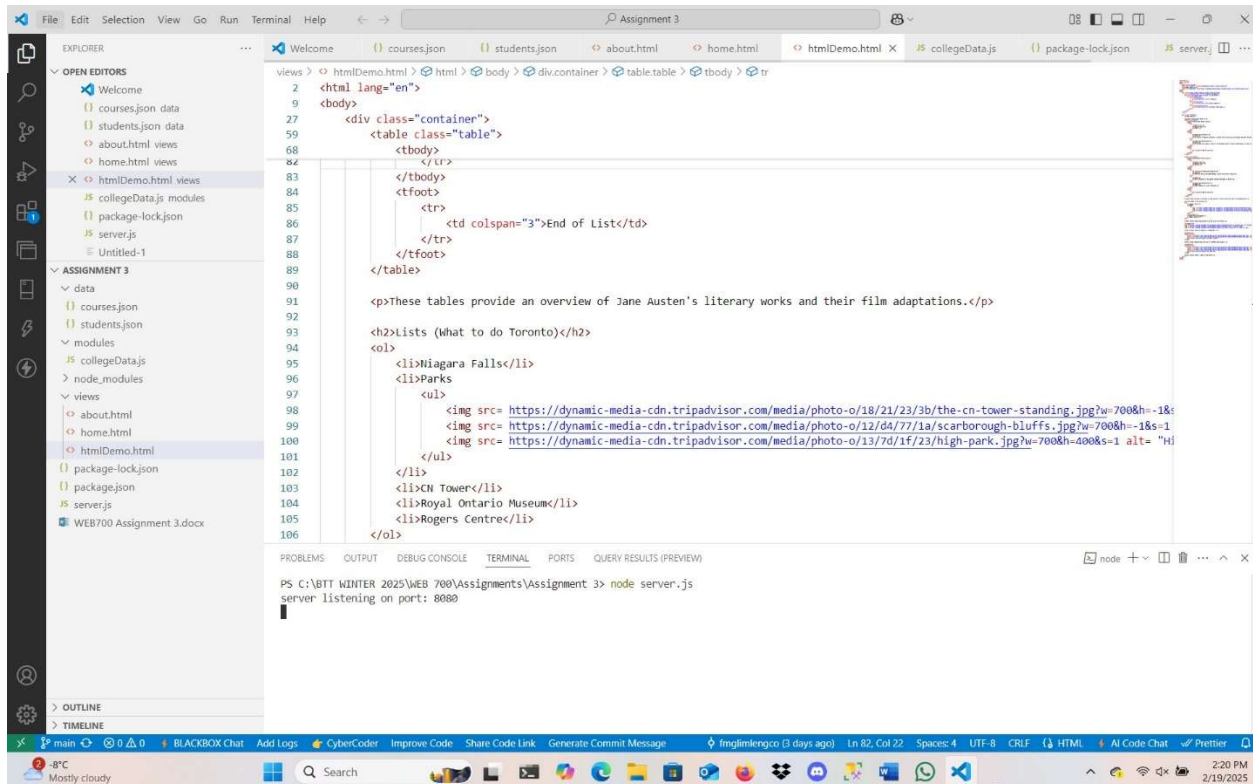 File Edit Selection View Go Run Terminal Help Assignment 3
EXPLORER
OPEN EDITORS
Welcome
courses.json data
students.json data
about.html views
home.html views
htmlDemo.html views
collegeData.js modules
package-lock.json
server.js
Untitled-1
ASSIGNMENT 3
data
courses.json
students.json
modules
collegeData.js
node_modules
views
about.html
home.html
htmlDemo.html
package-lock.json
package.json
server.js
WEB700 Assignment 3.docx
OUTLINE
TIMELINE
Welcome courses.json students.json about.html home.html htmlDemo.html collegeData.js package-lock.json server.j
views > htmlDemo.html > html > body > div.container > table.table > tbody > tr
2 <html lang="en">
9 <body>
27 <div class="container">
59 <table class="table">
68 <tbody>
82 </tr>
83 </tbody>
84 <tfoot>
85 <tr>
86 <td colspan="3">End of List</td>
87 </tr>
88 </tfoot>
89 </table>
90
91 <p>These tables provide an overview of Jane Austen's literary works and their film adaptations.</p>
92
93 <h2>Lists (What to do Toronto)</h2>
94 <ol>
95 <li>Niagara Falls</li>
96 <li>Parks
97 <ul>
98 <img src= https://dynamic-media-cdn.tripadvisor.com/media/photo-o/18/21/23/3b/the-cn-tower-standing.jpg?w=700&h=-1&s
99 <img src= https://dynamic-media-cdn.tripadvisor.com/media/photo-o/12/d4/77/1a/scarborough-bluffs.jpg?w=700&h=-1&s=1
100 <img src= https://dynamic-media-cdn.tripadvisor.com/media/photo-o/13/7d/1f/23/high-park.jpg?w=700&h=400&s=1 alt= "Hi
101 </ul>
102 </li>
103 <li>CN Tower</li>
104 <li>Royal Ontario Museum</li>
105 <li>Rogers Centre</li>
106 </ol>
PROBLEMS OUTPUT DEBUG CONSOLE TERMINAL PORTS QUERY RESULTS (PREVIEW) node
PS C:\BTT WINTER 2025\WEB 700\Assignments\Assignment 3> node server.js
server listening on port: 8080
main 0 0 BLACKBOX Chat Add Logs CyberCoder Improve Code Share Code Link Generate Commit Message fmglimlengco (3 days ago) Ln 82, Col 22 Spaces: 4 UTF-8 CRLF HTML AI Code Chat Prettier
2 -8°C
Mostly cloudy
Search
2:20 PM
2/19/2025